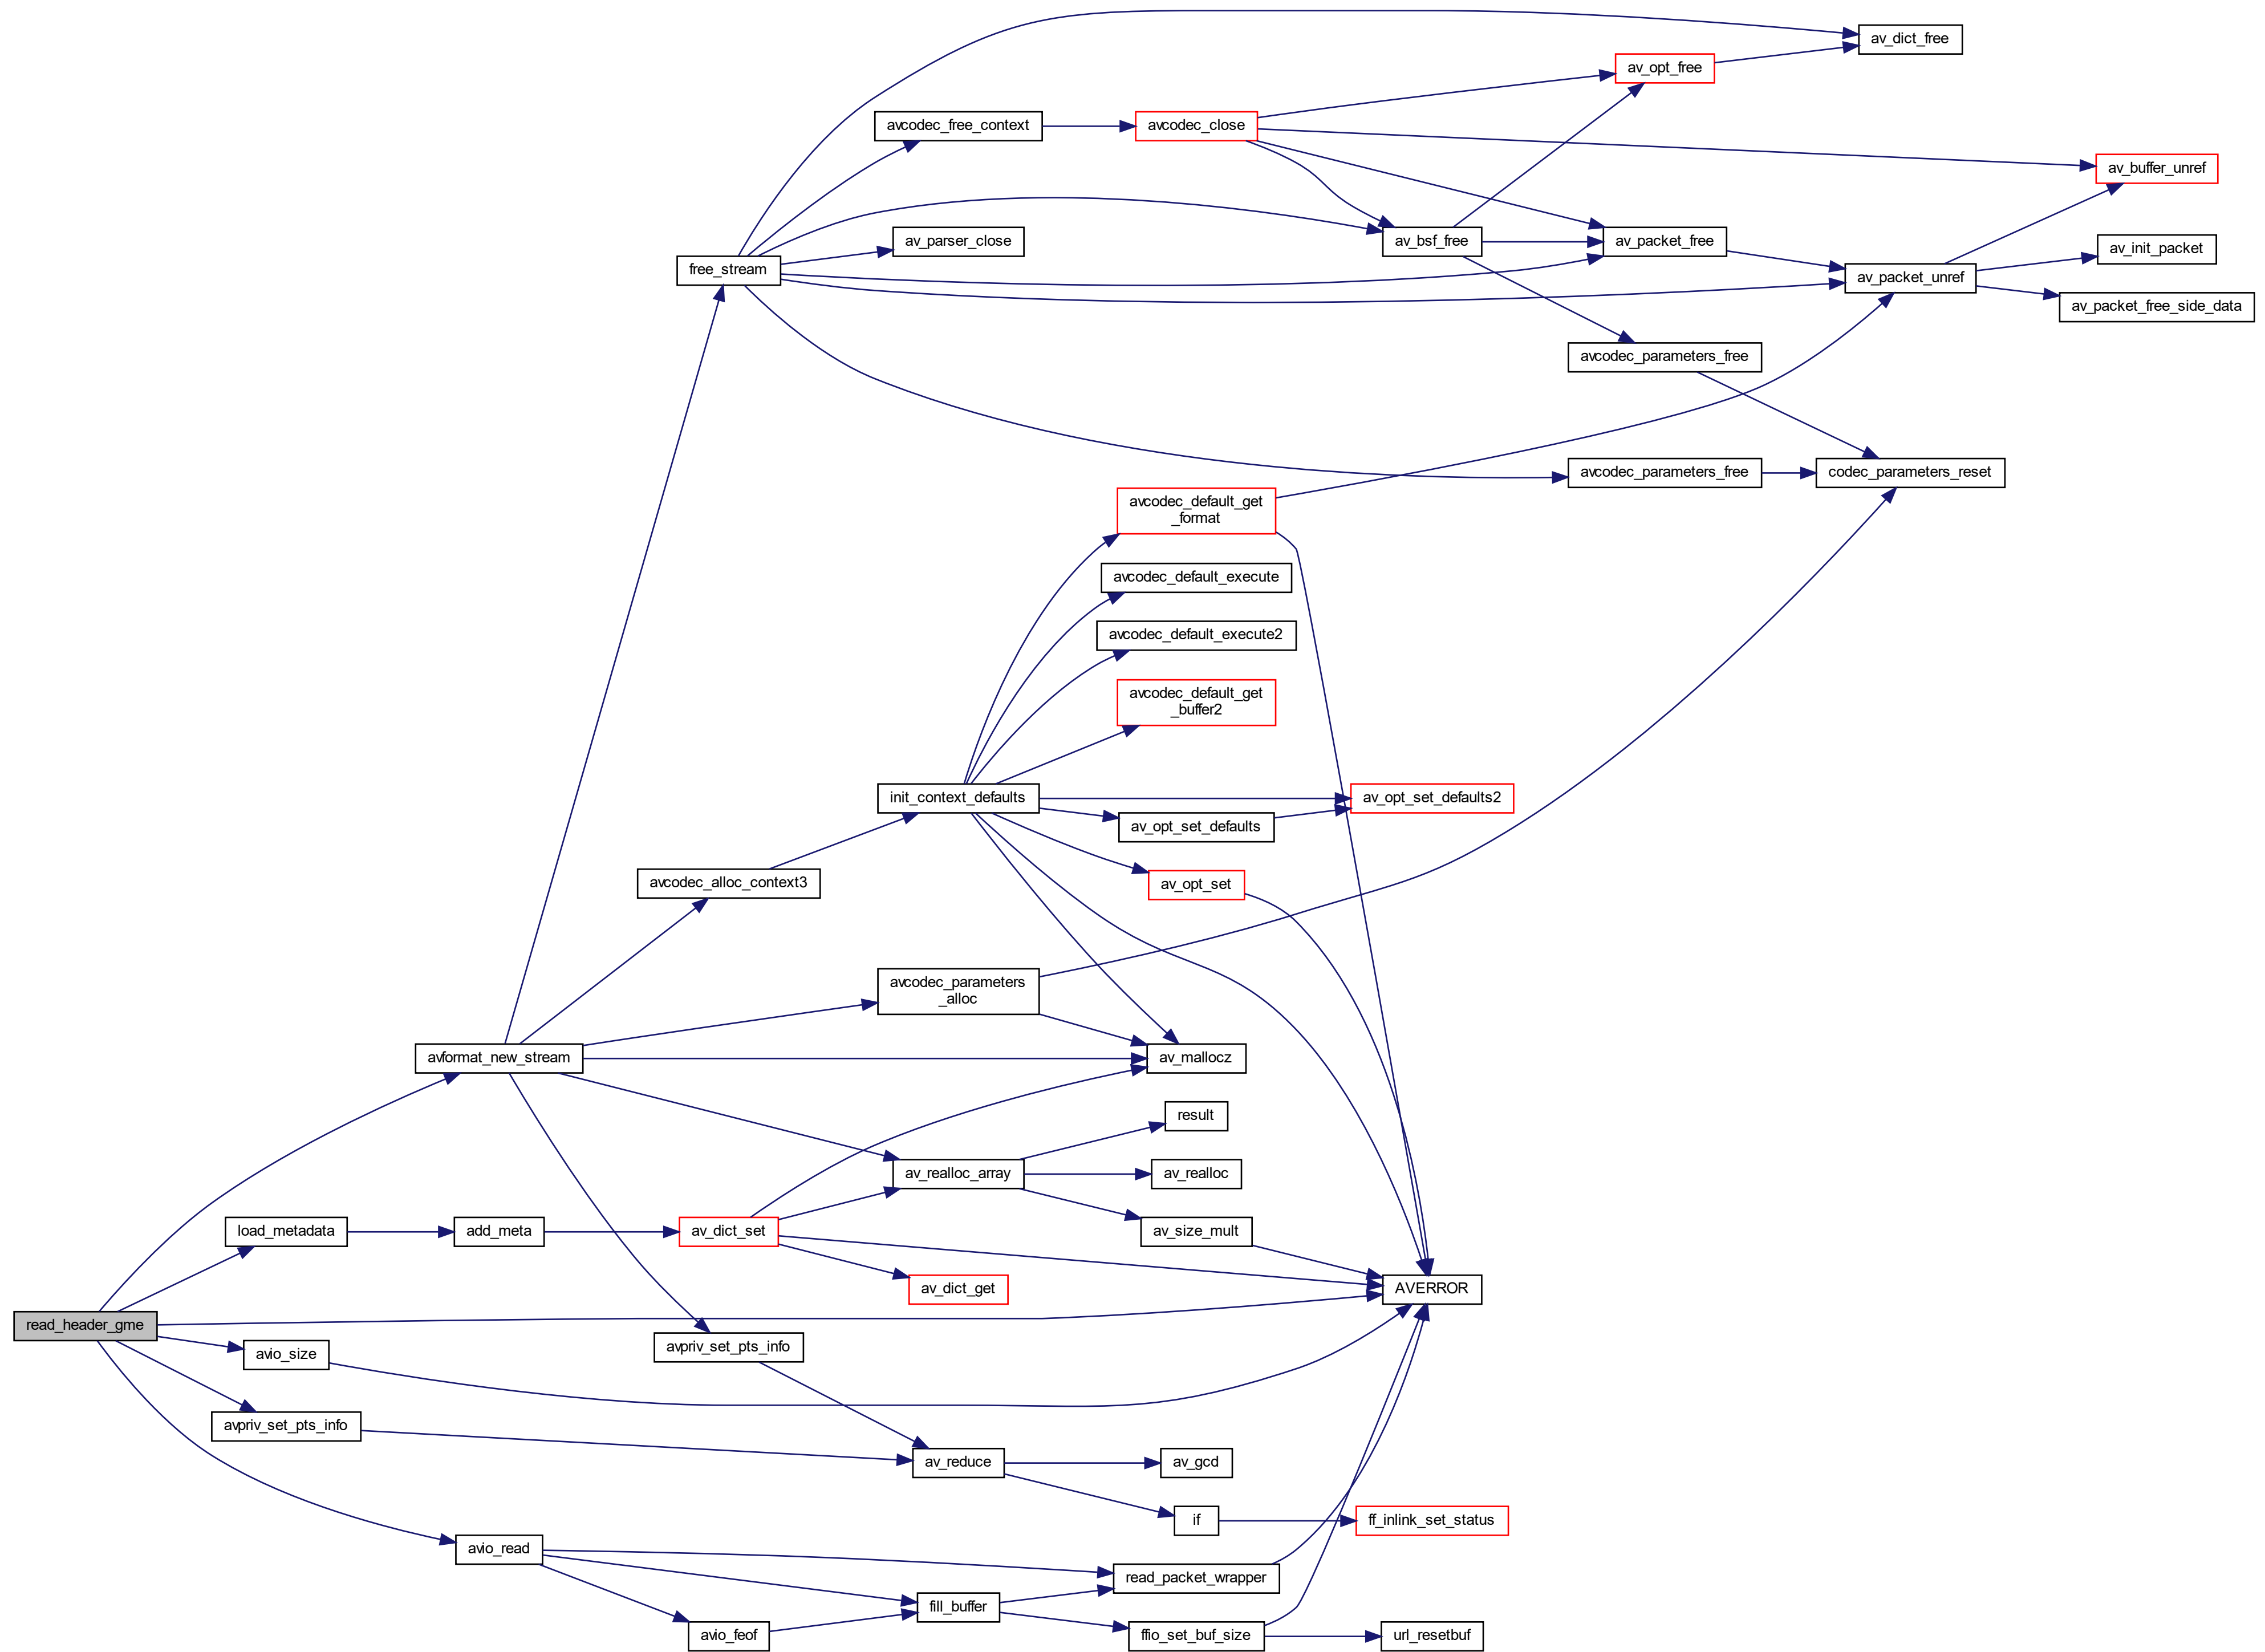 av_dict_free
av_opt_free
avcodec_free_context
avcodec_close
av_buffer_unref
av_parser_close
av_bsf_free
av_packet_free
av_init_packet
free_stream
av_packet_unref
av_packet_free_side_data
avcodec_parameters_free
avcodec_parameters_free
codec_parameters_reset
avcodec_default_get
_format
avcodec_default_execute
avcodec_default_execute2
avcodec_default_get
_buffer2
init_context_defaults
av_opt_set_defaults2
av_opt_set_defaults
avcodec_alloc_context3
av_opt_set
avcodec_parameters
_alloc
avformat_new_stream
av_mallocz
result
av_realloc_array
av_realloc
load_metadata
add_meta
av_dict_set
av_size_mult
av_dict_get
AVERROR
read_header_gme
avio_size
avpriv_set_pts_info
avpriv_set_pts_info
av_reduce
av_gcd
if
ff_inlink_set_status
avio_read
read_packet_wrapper
fill_buffer
avio_feof
ffio_set_buf_size
url_resetbuf